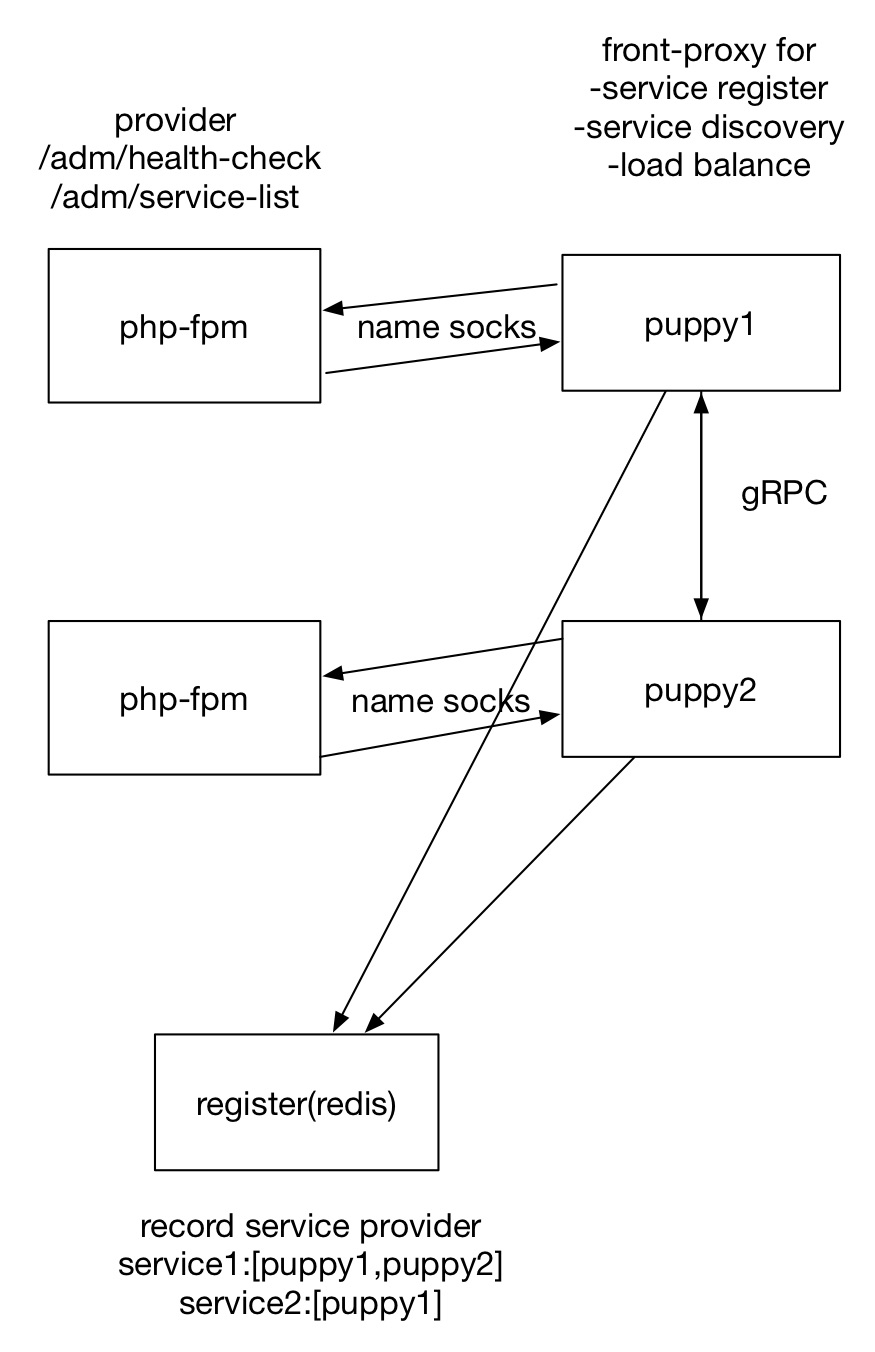 front-proxy for
-service register
-service discovery
-load balance
provider
/adm/health-check
/adm/service-list
php-fpm
name socks
puppy1
gRPC
php-fpm
name socks
puppy2
register(redis)
record service provider
service1:[puppy1,puppy2]
service2:[puppy1]